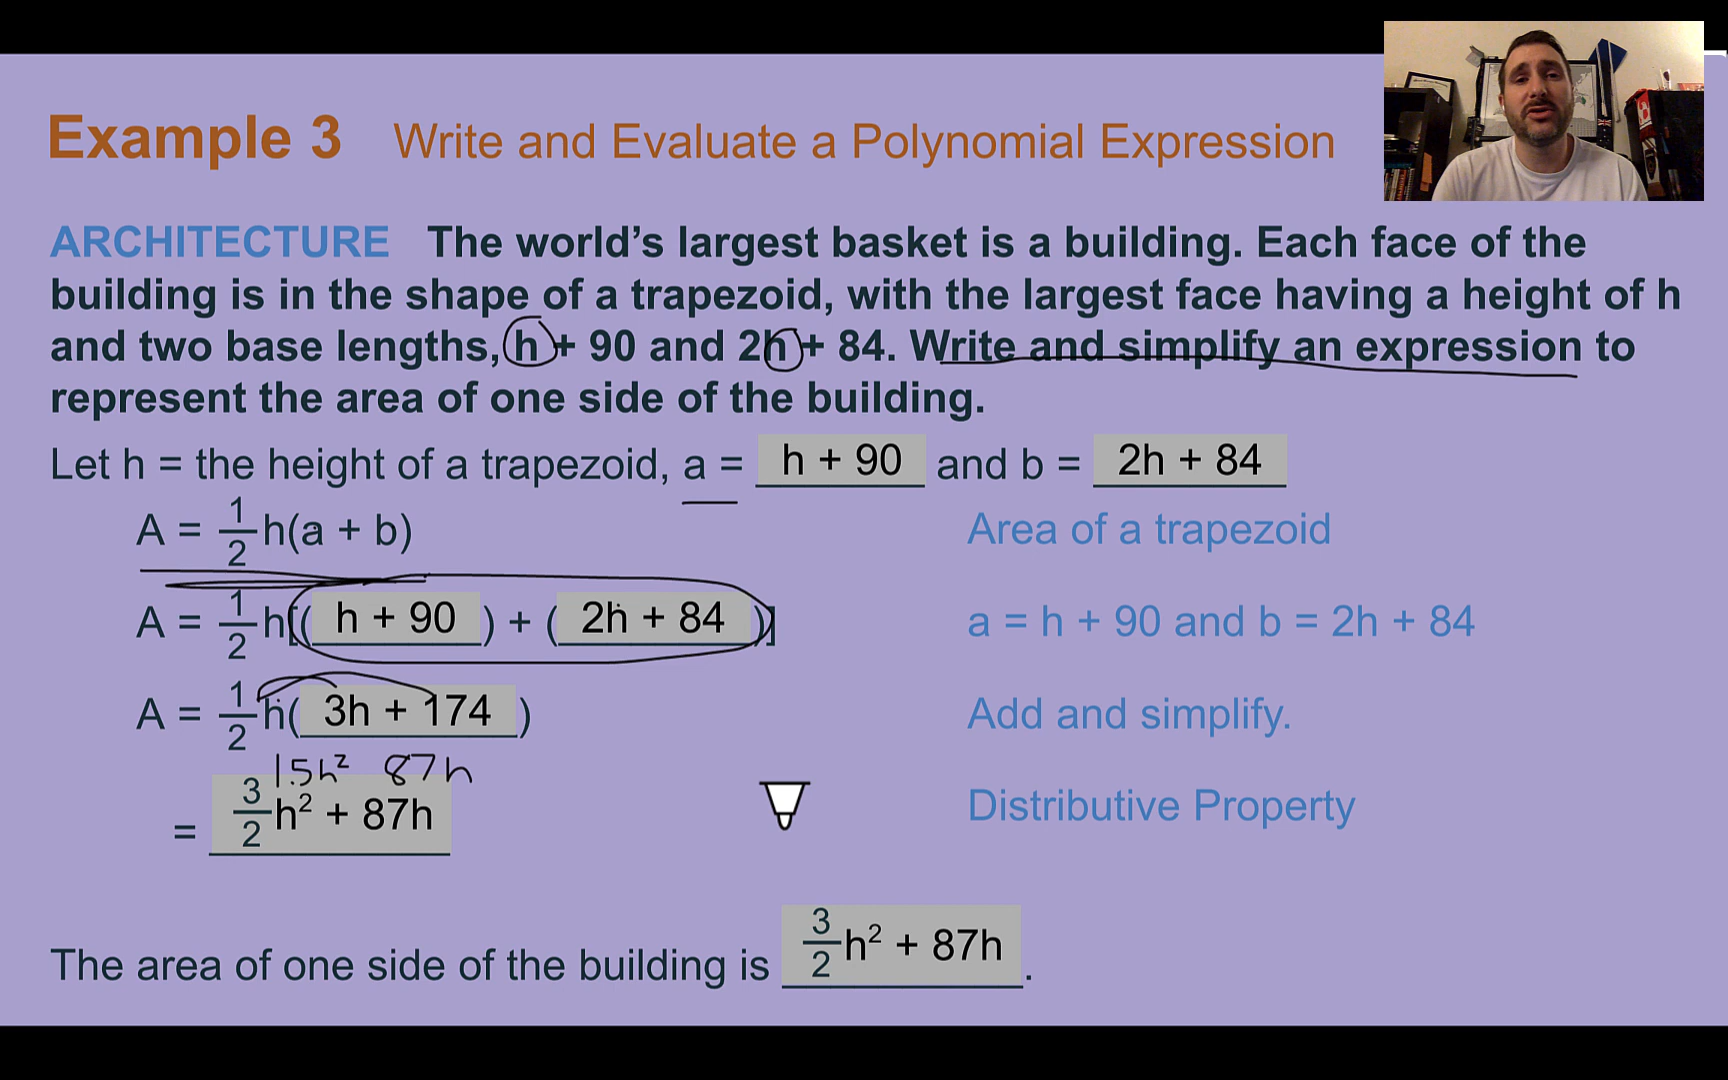 Example 3 Write and Evaluate a Polynomial Expression
ARCHITECTURE The world's largest basket is a building. Each face of the
building is in the shape of a trapezoid, with the largest face having a height of h
and two base lengths, h + 90 and 2h + 84. Write and simplify an expression to
represent the area of one side of the building.
Let h = the height of a trapezoid, a = h + 90 and b = 2h + 84
A = 1/2 h(a + b) Area of a trapezoid
A = 1/2 h[( h + 90 ) + ( 2h + 84 )] a = h + 90 and b = 2h + 84
A = 1/2 h( 3h + 174 ) Add and simplify.
1.5h² 87h
= 3/2 h² + 87h Distributive Property
The area of one side of the building is 3/2 h² + 87h .